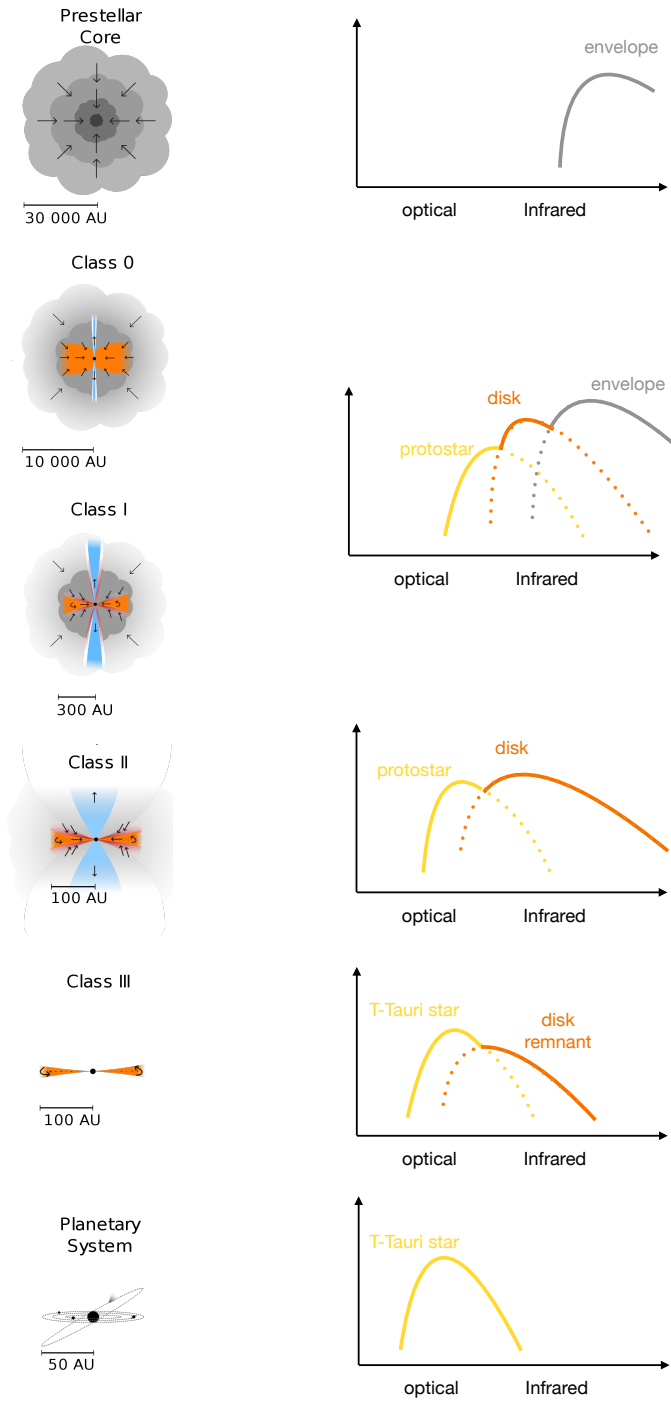 Prestellar
Core
30 000 AU
envelope
optical
Infrared
Class 0
10 000 AU
envelope
disk
protostar
optical
Infrared
Class I
300 AU
Class II
100 AU
disk
protostar
optical
Infrared
Class III
100 AU
T-Tauri star
disk
remnant
optical
Infrared
Planetary
System
50 AU
T-Tauri star
optical
Infrared